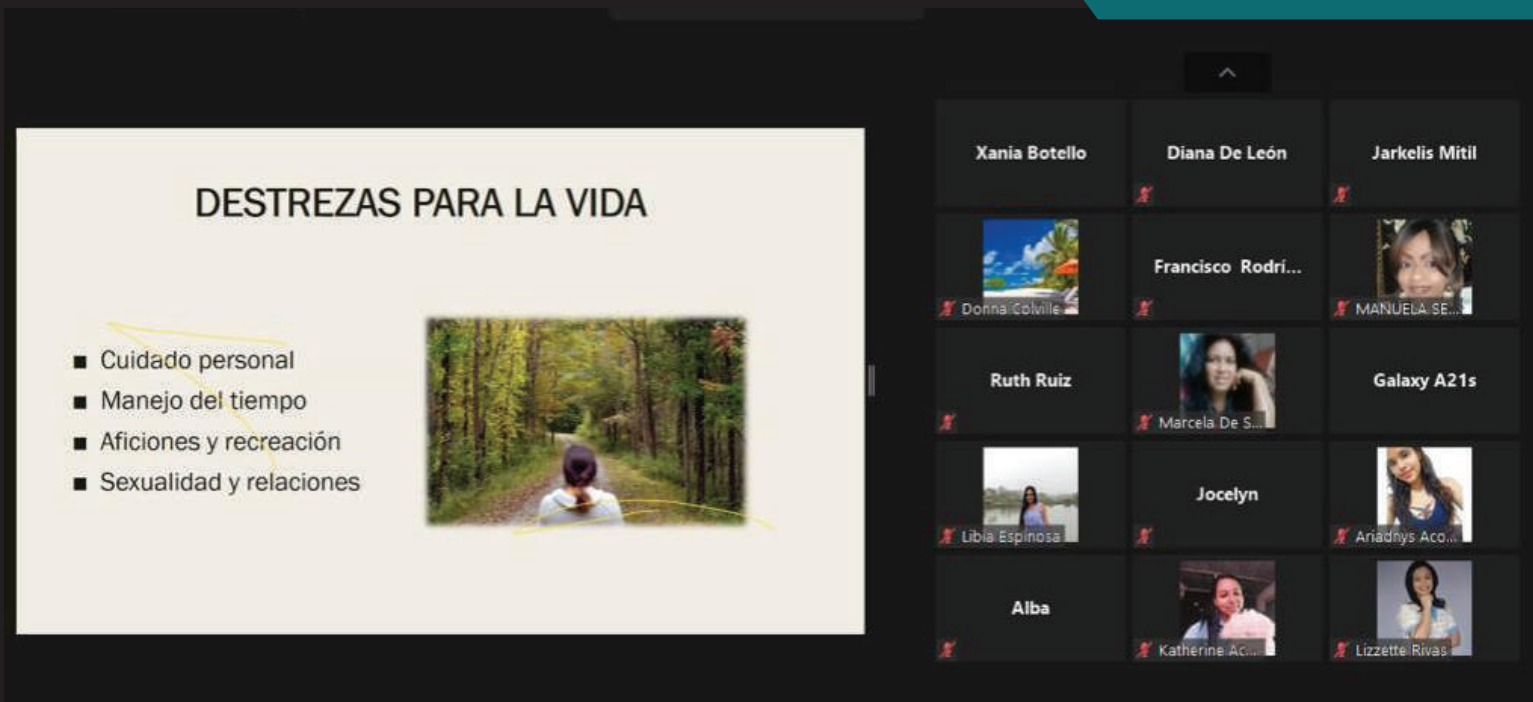 DESTREZAS PARA LA VIDA
■ Cuidado personal
■ Manejo del tiempo
■ Aficiones y recreación
■ Sexualidad y relaciones
Xania Botello
Diana De León
Jarkelis Mitil
Donna Colville
Francisco Rodrí...
MANUELA SE...
Ruth Ruiz
Marcela De S...
Galaxy A21s
Libia Espinosa
Jocelyn
Ariadnys Aco...
Alba
Katherine Ac...
Lizzette Rivas